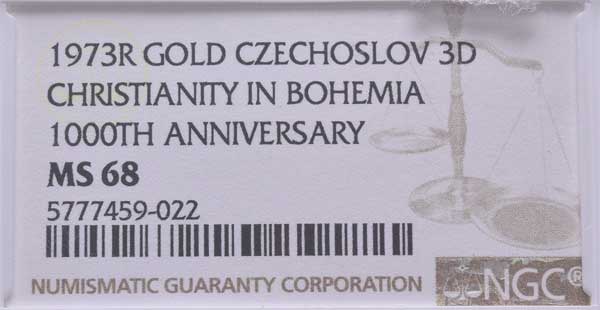 1973R GOLD CZECHOSLOV 3D
CHRISTIANITY IN BOHEMIA
1000TH ANNIVERSARY
MS 68
5777459-022
NUMISMATIC GUARANTY CORPORATION
NGC®